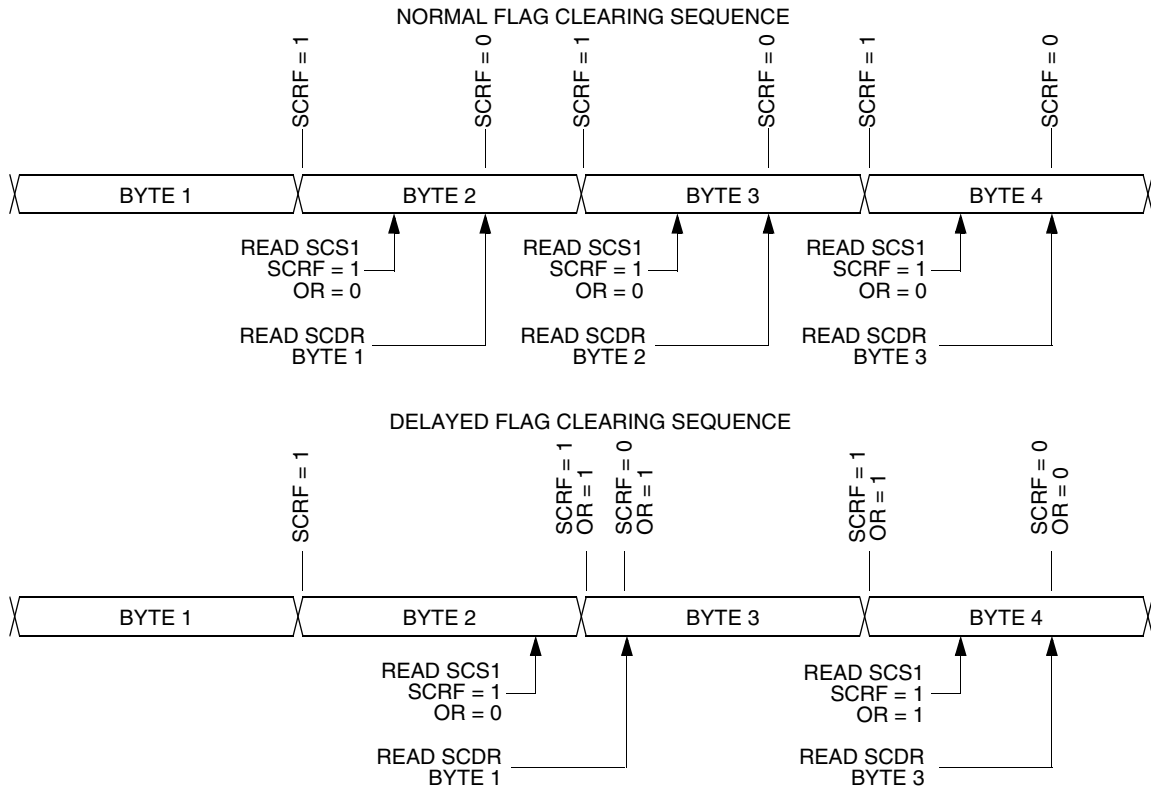 NORMAL FLAG CLEARING SEQUENCE
SCRF = 1
SCRF = 0
SCRF = 1
SCRF = 0
SCRF = 1
SCRF = 0
BYTE 1
BYTE 2
BYTE 3
BYTE 4
READ SCS1
SCRF = 1
OR = 0
READ SCS1
SCRF = 1
OR = 0
READ SCS1
SCRF = 1
OR = 0
READ SCDR
BYTE 1
READ SCDR
BYTE 2
READ SCDR
BYTE 3
DELAYED FLAG CLEARING SEQUENCE
SCRF = 1
SCRF = 1
OR = 1
SCRF = 0
OR = 1
SCRF = 1
OR = 1
SCRF = 0
OR = 0
BYTE 1
BYTE 2
BYTE 3
BYTE 4
READ SCS1
SCRF = 1
OR = 0
READ SCS1
SCRF = 1
OR = 1
READ SCDR
BYTE 1
READ SCDR
BYTE 3